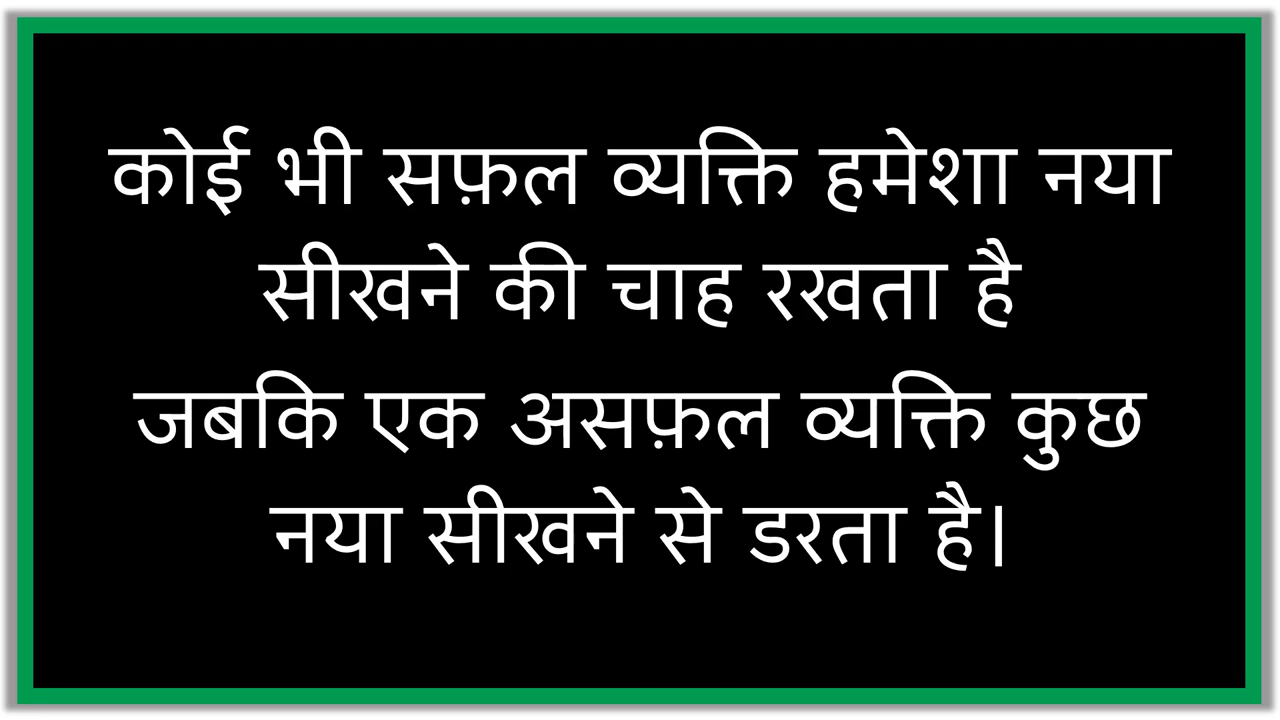 कोई भी सफ़ल व्यक्ति हमेशा नया
सीखने की चाह रखता है
जबकि एक असफ़ल व्यक्ति कुछ
नया सीखने से डरता है।